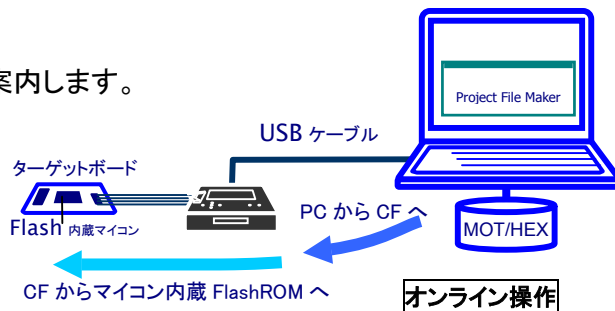 案内します。
Project File Maker
USB ケーブル
ターゲットボード
Flash 内蔵マイコン
PC から CF へ
MOT/HEX
CF からマイコン内蔵 FlashROM へ
オンライン操作